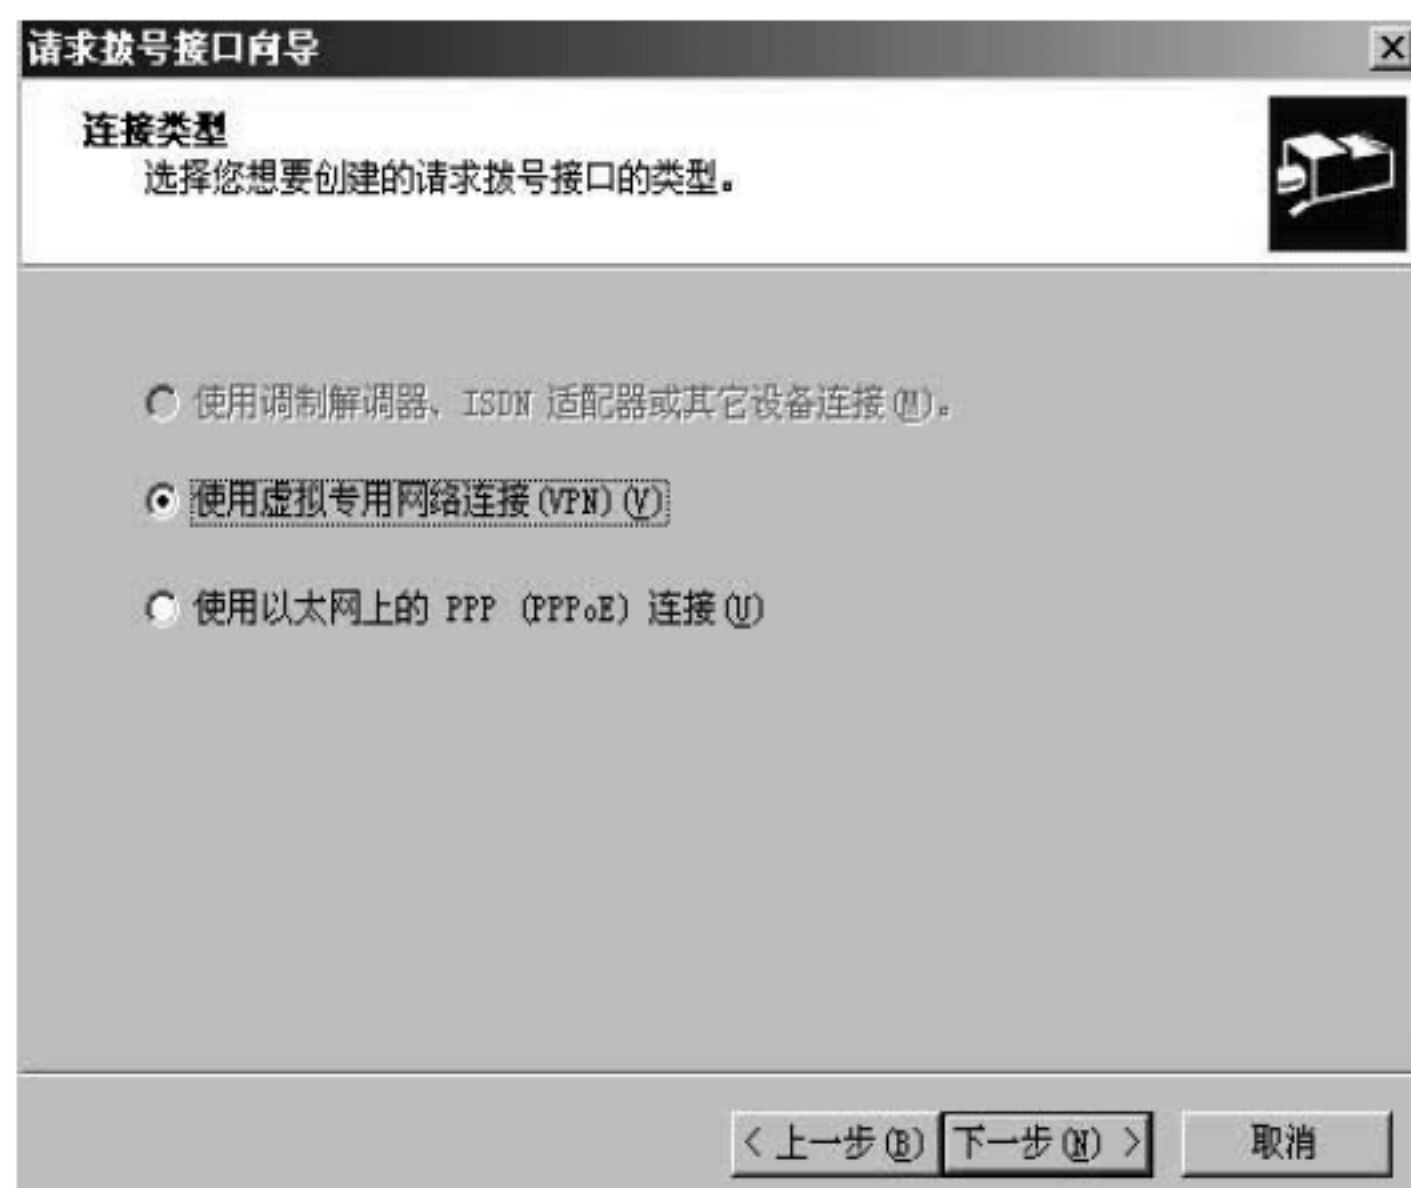 请求拨号接口向导
连接类型
选择您想要创建的请求拨号接口的类型。
使用调制解调器、ISDN 适配器或其它设备连接(M)。
使用虚拟专用网络连接(VPN)(V)
使用以太网上的 PPP (PPPoE) 连接(U)
< 上一步(B) 下一步(N) > 取消